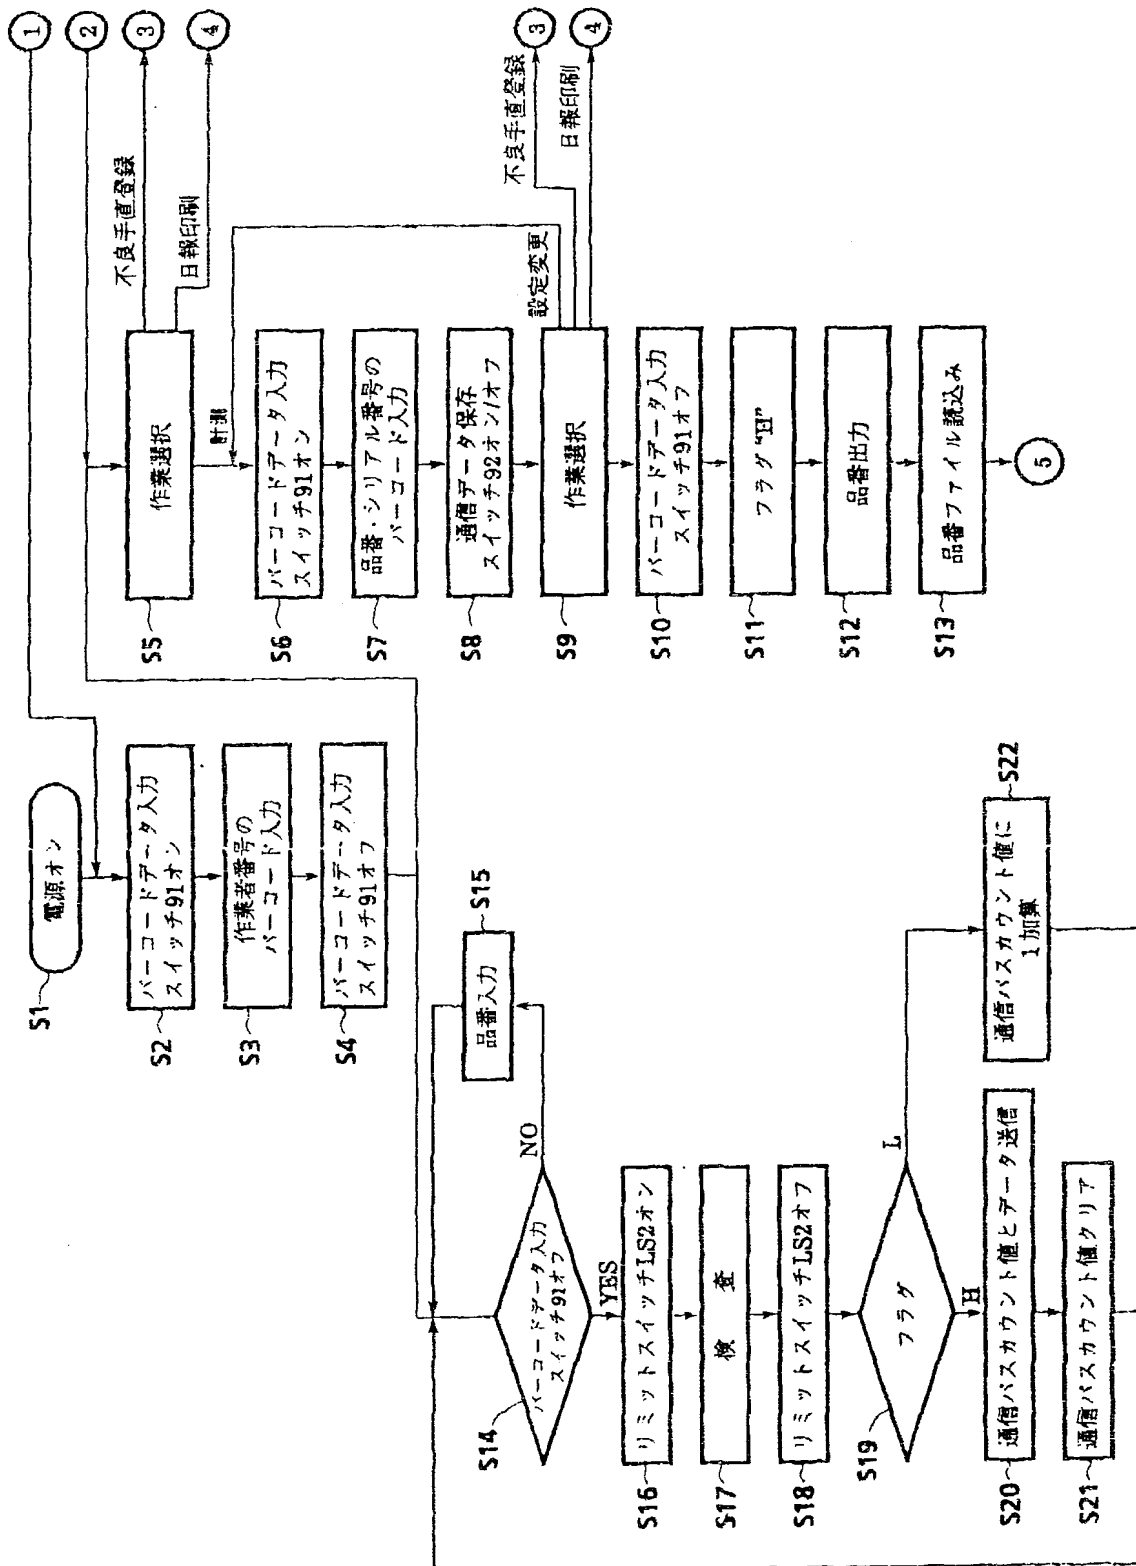 S1
電源オン
S2
バーコードデータ入力
スイッチ91オン
S3
作業者番号の
バーコード入力
S4
バーコードデータ入力
スイッチ91オフ
1
2
3
4
不良手直登録
日報印刷
S5
作業選択
計測
S6
バーコードデータ入力
スイッチ91オン
S7
品番・シリアル番号の
バーコード入力
S8
通信データ保存
スイッチ92オン/オフ
S9
作業選択
設定変更
不良手直登録
日報印刷
3
4
S10
バーコードデータ入力
スイッチ91オフ
S11
フラグ“H”
S12
品番出力
S13
品番ファイル読込み
5
S14
バーコードデータ入力
スイッチ91オフ
NO
S15
品番入力
YES
S16
リミットスイッチLS2オン
S17
検 査
S18
リミットスイッチLS2オフ
S19
フラグ
L
H
S20
通信パスカウント値とデータ送信
S21
通信パスカウント値クリア
S22
通信パスカウント値に
1加算